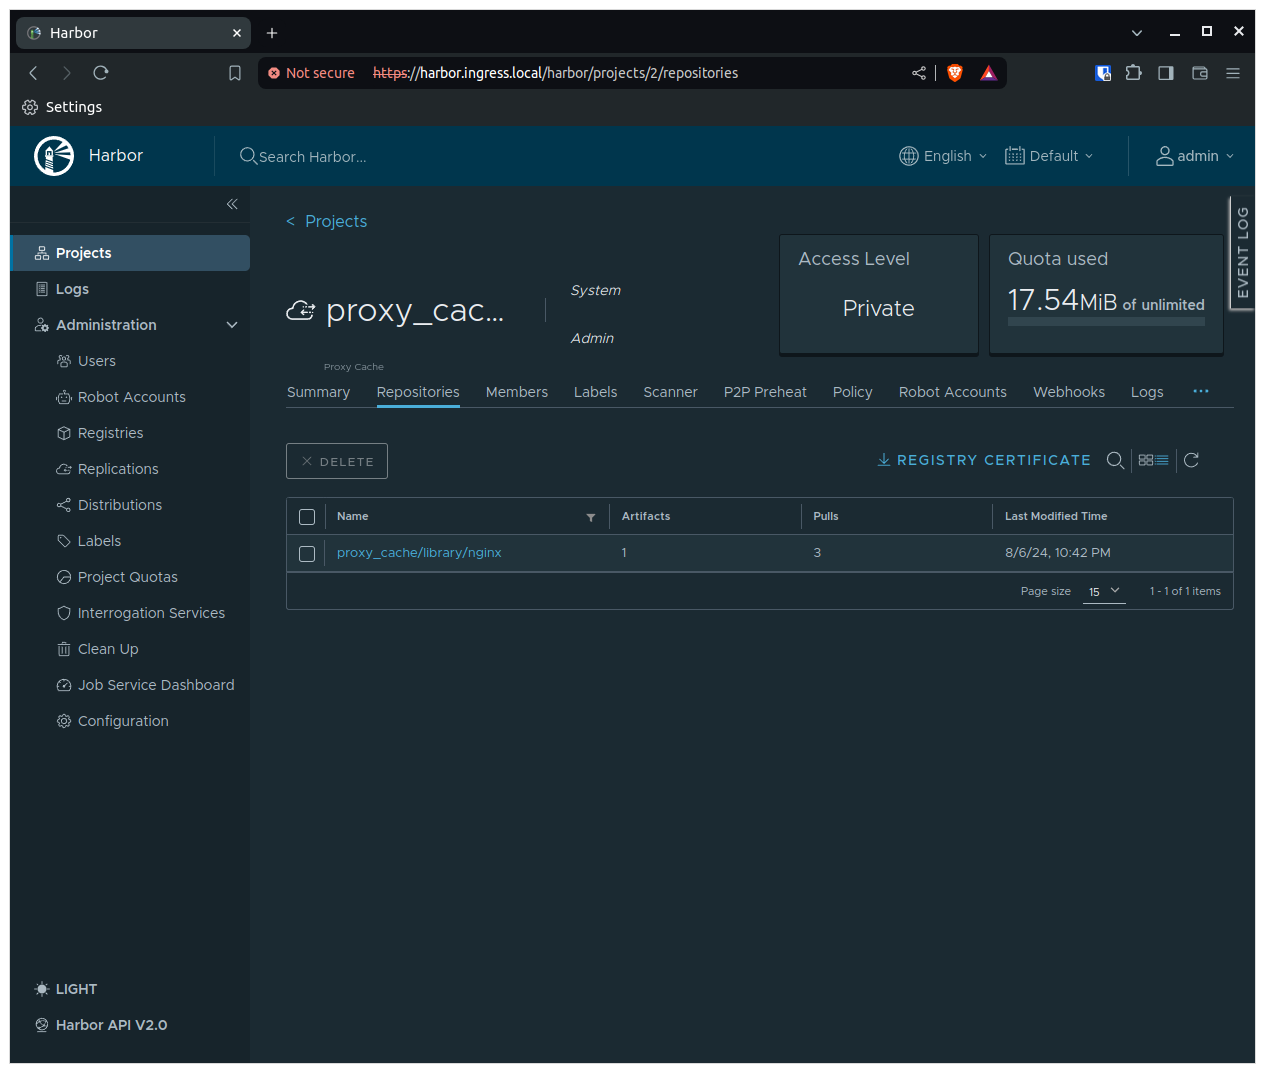 Harbor
Not secure https://harbor.ingress.local/harbor/projects/2/repositories
Settings
Harbor
Search Harbor...
English
Default
admin
EVENT LOG
Projects
Logs
Administration
Users
Robot Accounts
Registries
Replications
Distributions
Labels
Project Quotas
Interrogation Services
Clean Up
Job Service Dashboard
Configuration
LIGHT
Harbor API V2.0
< Projects
proxy_cac...
Proxy Cache
System
Admin
Access Level
Private
Quota used
17.54MiB of unlimited
Summary Repositories Members Labels Scanner P2P Preheat Policy Robot Accounts Webhooks Logs ...
DELETE
REGISTRY CERTIFICATE
Name Artifacts Pulls Last Modified Time
proxy_cache/library/nginx 1 3 8/6/24, 10:42 PM
Page size 15 1 - 1 of 1 items